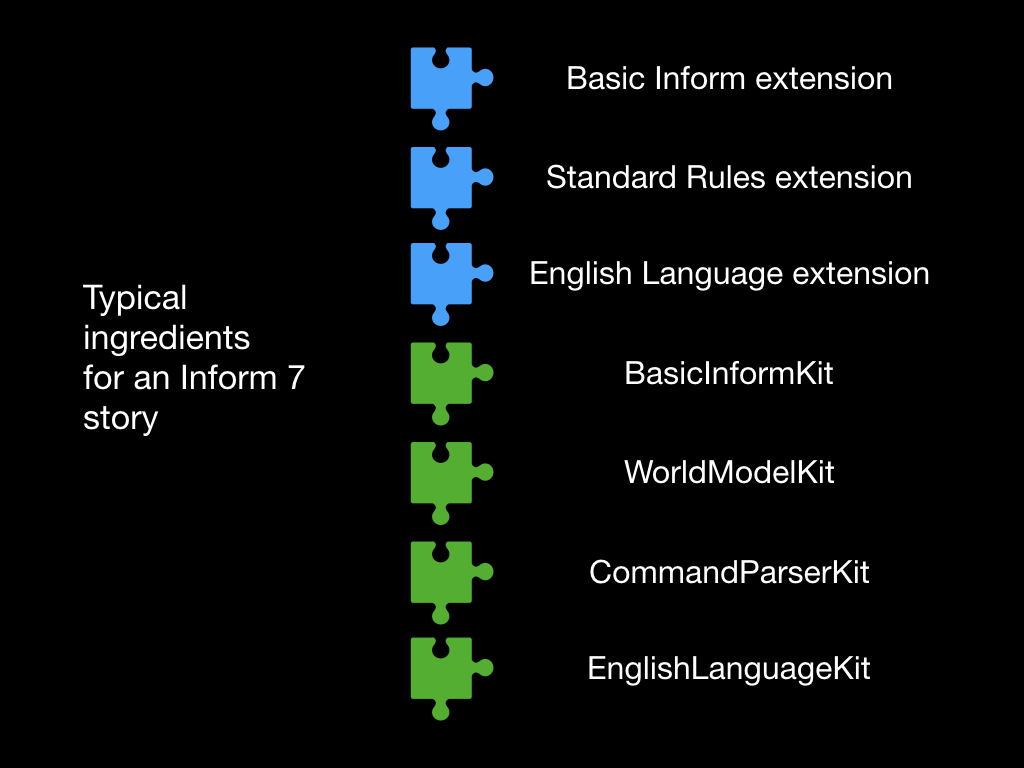 Typical
ingredients
for an Inform 7
story
Basic Inform extension
Standard Rules extension
English Language extension
BasicInformKit
WorldModelKit
CommandParserKit
EnglishLanguageKit